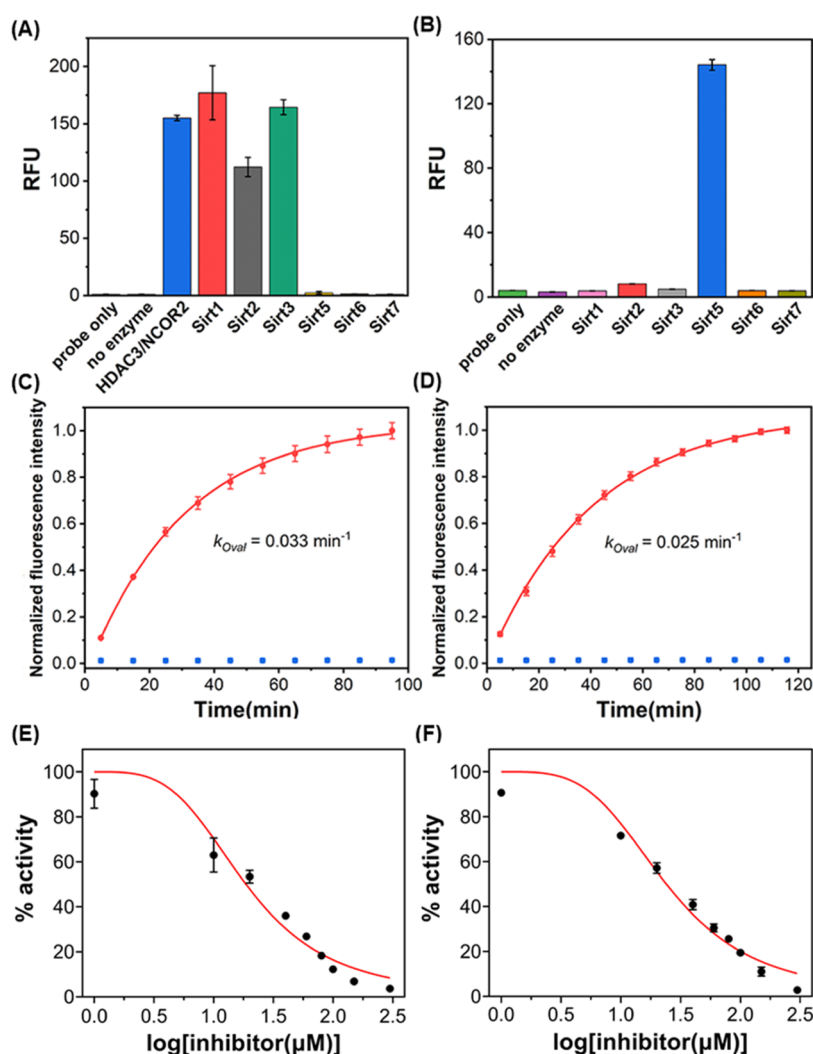 (A)
200
150
100
50
0
RFU
probe only
no enzyme
HDAC3/NCOR2
Sirt1
Sirt2
Sirt3
Sirt5
Sirt6
Sirt7
(B)
160
120
80
40
0
RFU
probe only
no enzyme
Sirt1
Sirt2
Sirt3
Sirt5
Sirt6
Sirt7
(C)
Normalized fluorescence intensity
1.0
0.8
0.6
0.4
0.2
0.0
k_Oval = 0.033 min⁻¹
0 20 40 60 80 100
Time(min)
(D)
Normalized fluorescence intensity
1.0
0.8
0.6
0.4
0.2
0.0
k_Oval = 0.025 min⁻¹
0 20 40 60 80 100 120
Time(min)
(E)
% activity
100
80
60
40
20
0
0.0 0.5 1.0 1.5 2.0 2.5
log[inhibitor(μM)]
(F)
% activity
100
80
60
40
20
0
0.0 0.5 1.0 1.5 2.0 2.5
log[inhibitor(μM)]